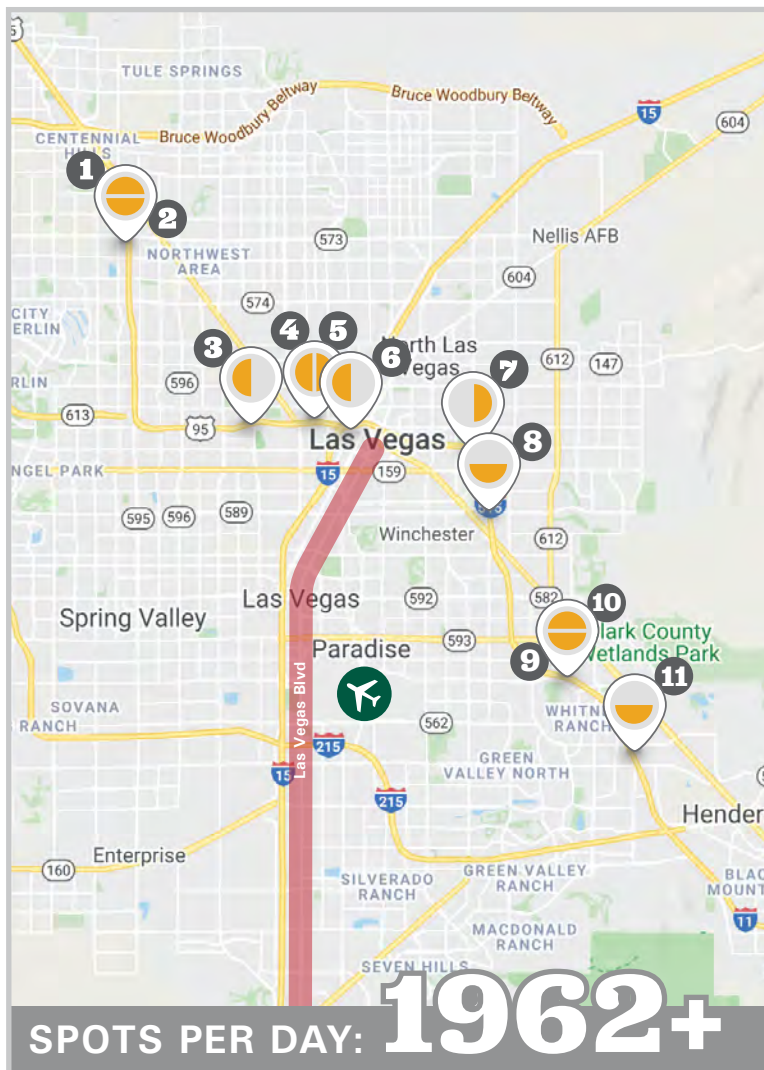 5
TULE SPRINGS
Bruce Woodbury Beltway
Bruce Woodbury Beltway
15
604
CENTENNIAL
HILLS
1
2
NORTHWEST
AREA
573
Nellis AFB
604
574
CITY
ERLIN
3
4
5
6
North Las
Vegas
7
612
147
RLIN
596
613
95
Las Vegas
8
NGEL PARK
15
159
515
595
596
589
Winchester
612
Las Vegas
592
582
10
Spring Valley
Paradise
593
Clark County
Wetlands Park
9
11
SOVANA
RANCH
Las Vegas Blvd
562
WHITNEY
RANCH
215
15
GREEN
VALLEY NORTH
215
Hender
Enterprise
160
SILVERADO
RANCH
GREEN VALLEY
RANCH
BLAC
MOUNT
11
MACDONALD
RANCH
SEVEN HILLS
SPOTS PER DAY: 1962+